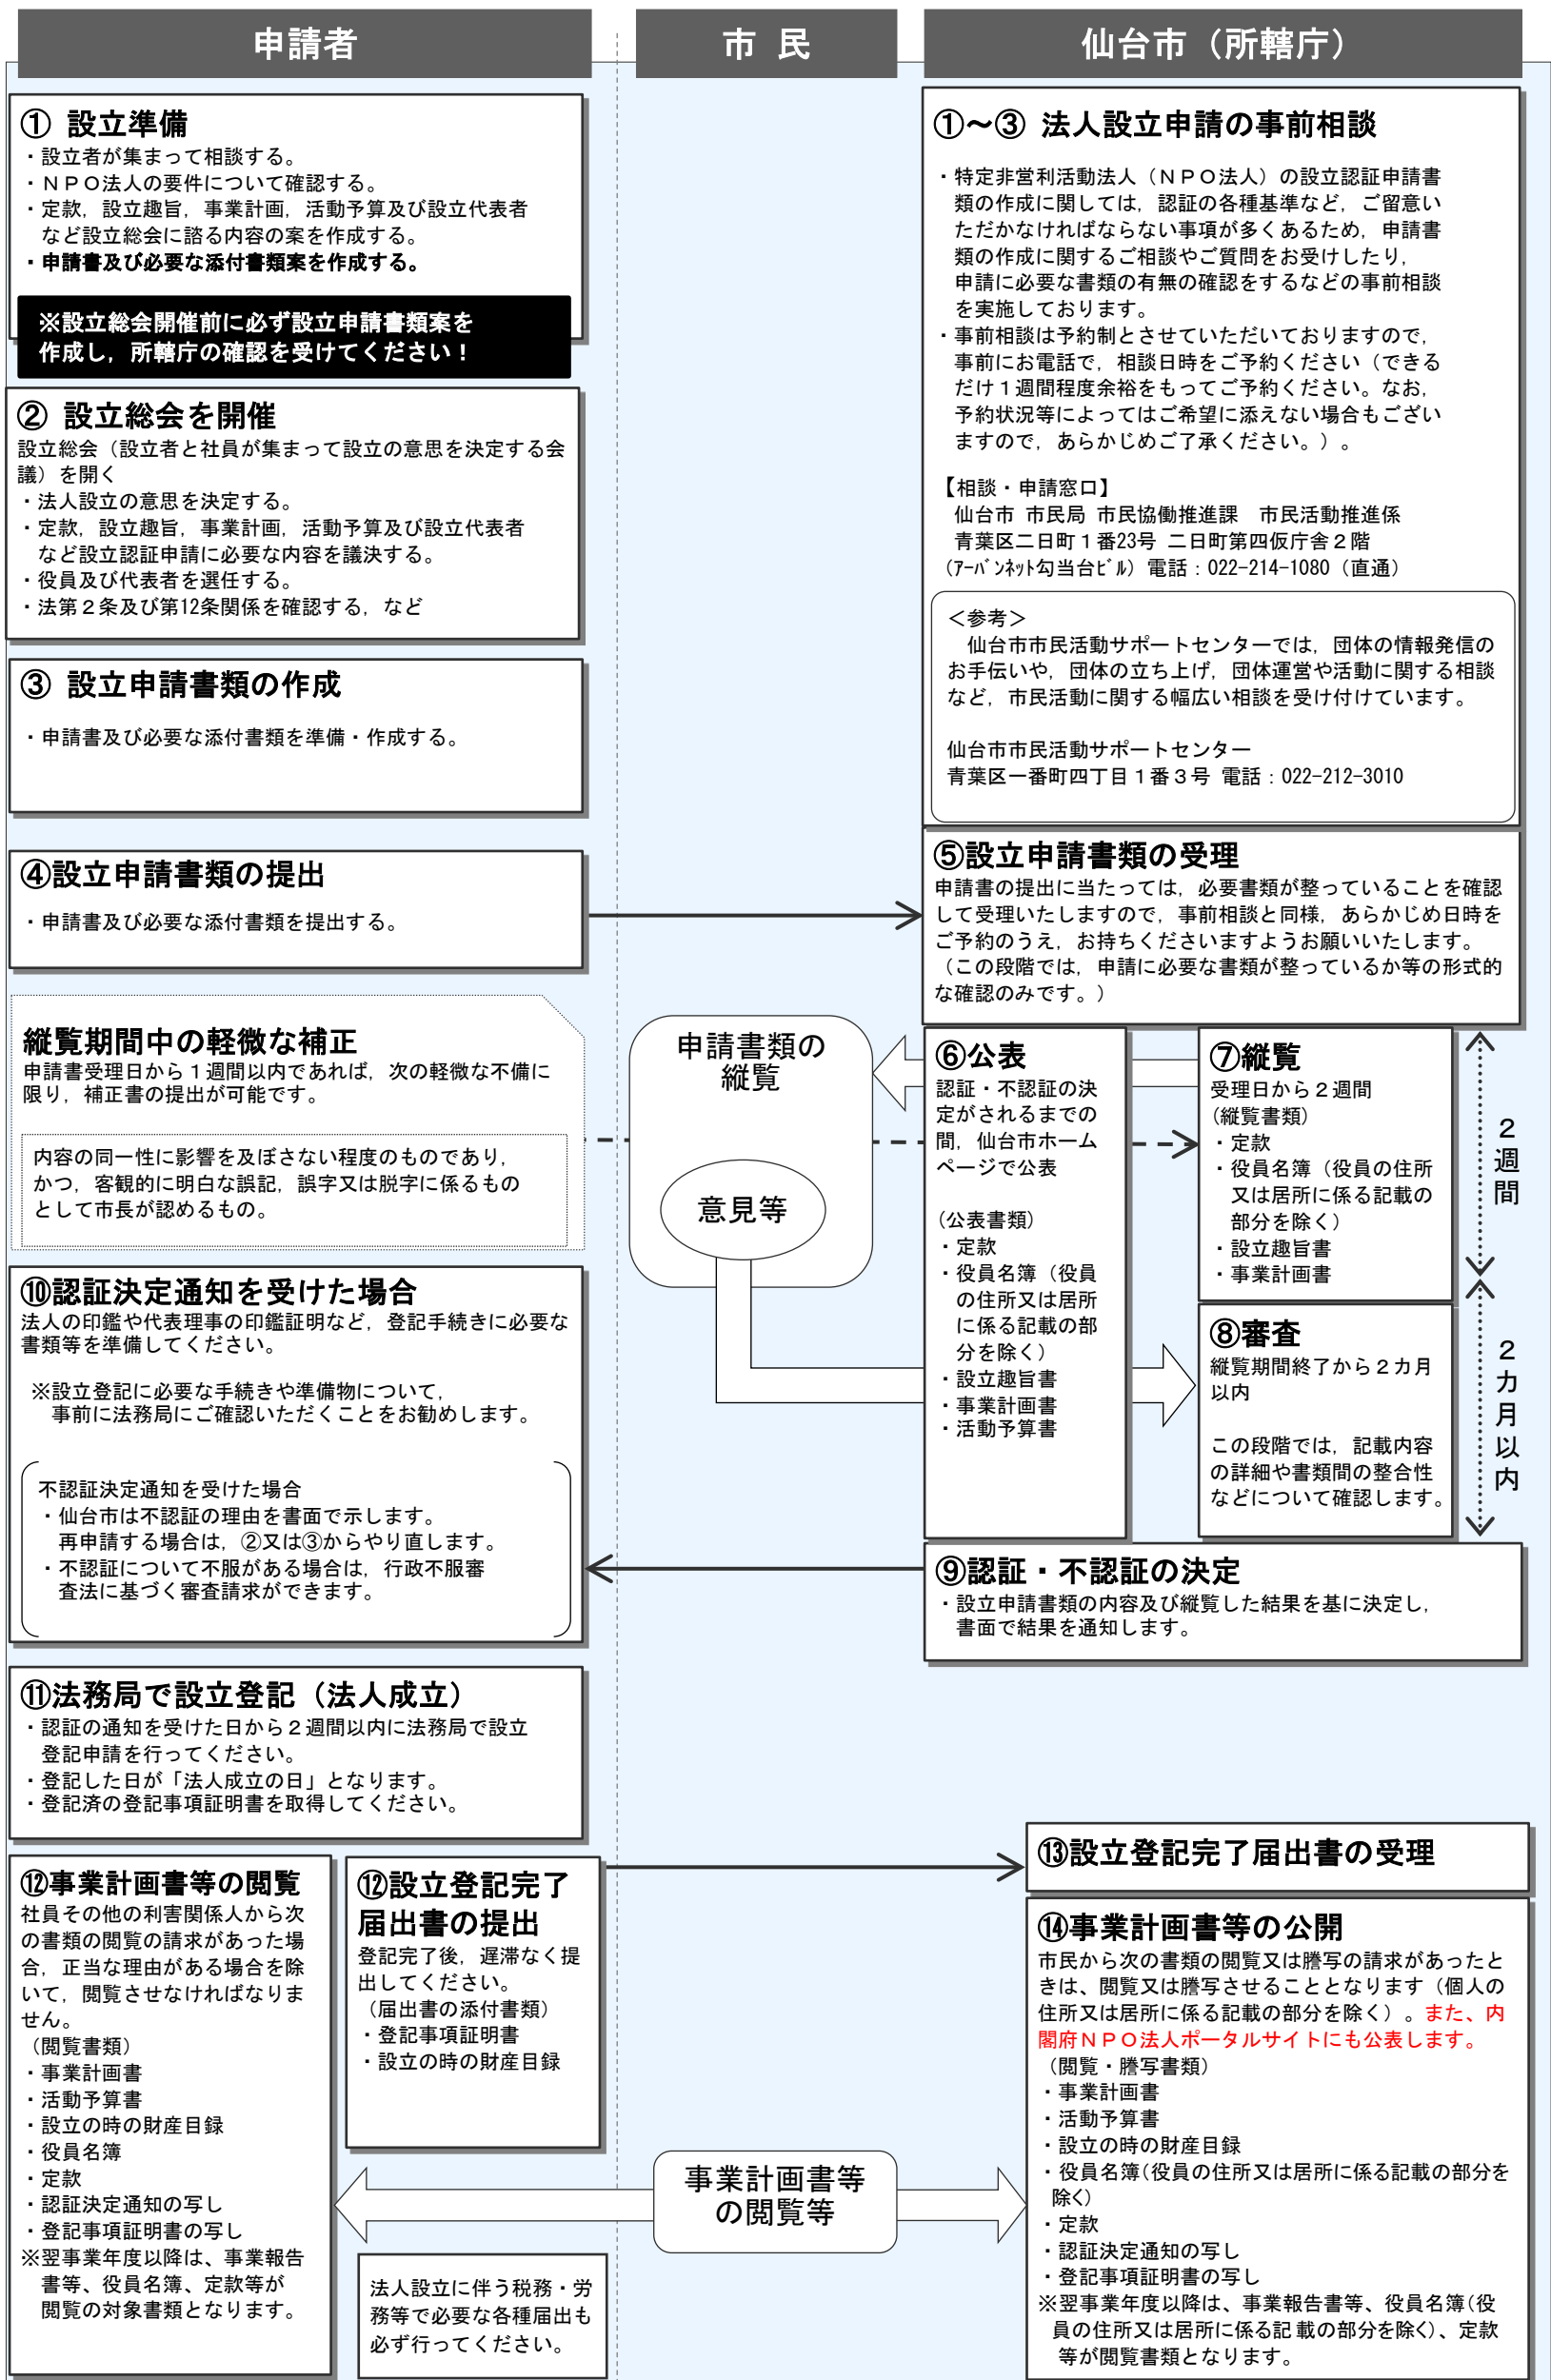 申請者
市 民
仙台市（所轄庁）
① 設立準備
・設立者が集まって相談する。
・ＮＰＯ法人の要件について確認する。
・定款，設立趣旨，事業計画，活動予算及び設立代表者
など設立総会に諮る内容の案を作成する。
・申請書及び必要な添付書類案を作成する。
※設立総会開催前に必ず設立申請書類案を
作成し，所轄庁の確認を受けてください！
② 設立総会を開催
設立総会（設立者と社員が集まって設立の意思を決定する会
議）を開く
・法人設立の意思を決定する。
・定款，設立趣旨，事業計画，活動予算及び設立代表者
など設立認証申請に必要な内容を議決する。
・役員及び代表者を選任する。
・法第２条及び第12条関係を確認する，など
③ 設立申請書類の作成
・申請書及び必要な添付書類を準備・作成する。
①～③ 法人設立申請の事前相談
・特定非営利活動法人（ＮＰＯ法人）の設立認証申請書
類の作成に関しては，認証の各種基準など，ご留意い
ただかなければならない事項が多くあるため，申請書
類の作成に関するご相談やご質問をお受けしたり，
申請に必要な書類の有無の確認をするなどの事前相談
を実施しております。
・事前相談は予約制とさせていただいておりますので，
事前にお電話で，相談日時をご予約ください（できる
だけ１週間程度余裕をもってご予約ください。なお，
予約状況等によってはご希望に添えない場合もござい
ますので，あらかじめご了承ください。）。
【相談・申請窓口】
仙台市 市民局 市民協働推進課　市民活動推進係
青葉区二日町１番23号 二日町第四仮庁舎２階
（ｱｰﾊﾞﾝﾈｯﾄ勾当台ﾋﾞﾙ）電話：022-214-1080（直通）
＜参考＞
仙台市市民活動サポートセンターでは，団体の情報発信の
お手伝いや，団体の立ち上げ，団体運営や活動に関する相談
など，市民活動に関する幅広い相談を受け付けています。
仙台市市民活動サポートセンター
青葉区一番町四丁目１番３号 電話：022-212-3010
④設立申請書類の提出
・申請書及び必要な添付書類を提出する。
⑤設立申請書類の受理
申請書の提出に当たっては，必要書類が整っていることを確認
して受理いたしますので，事前相談と同様，あらかじめ日時を
ご予約のうえ，お持ちくださいますようお願いいたします。
（この段階では，申請に必要な書類が整っているか等の形式的
な確認のみです。）
縦覧期間中の軽微な補正
申請書受理日から１週間以内であれば，次の軽微な不備に
限り，補正書の提出が可能です。
内容の同一性に影響を及ぼさない程度のものであり，
かつ，客観的に明白な誤記，誤字又は脱字に係るもの
として市長が認めるもの。
申請書類の
縦覧
意見等
⑥公表
認証・不認証の決
定がされるまでの
間，仙台市ホーム
ページで公表
(公表書類)
・定款
・役員名簿（役員
の住所又は居所
に係る記載の部
分を除く）
・設立趣旨書
・事業計画書
・活動予算書
⑦縦覧
受理日から２週間
(縦覧書類)
・定款
・役員名簿（役員の住所
又は居所に係る記載の
部分を除く）
・設立趣旨書
・事業計画書
２週間
⑧審査
縦覧期間終了から２カ月
以内
この段階では，記載内容
の詳細や書類間の整合性
などについて確認します。
２カ月以内
⑨認証・不認証の決定
・設立申請書類の内容及び縦覧した結果を基に決定し，
書面で結果を通知します。
⑩認証決定通知を受けた場合
法人の印鑑や代表理事の印鑑証明など，登記手続きに必要な
書類等を準備してください。
※設立登記に必要な手続きや準備物について，
事前に法務局にご確認いただくことをお勧めします。
不認証決定通知を受けた場合
・仙台市は不認証の理由を書面で示します。
再申請する場合は，②又は③からやり直します。
・不認証について不服がある場合は，行政不服審
査法に基づく審査請求ができます。
⑪法務局で設立登記（法人成立）
・認証の通知を受けた日から２週間以内に法務局で設立
登記申請を行ってください。
・登記した日が「法人成立の日」となります。
・登記済の登記事項証明書を取得してください。
⑫事業計画書等の閲覧
社員その他の利害関係人から次
の書類の閲覧の請求があった場
合，正当な理由がある場合を除
いて，閲覧させなければなりま
せん。
（閲覧書類）
・事業計画書
・活動予算書
・設立の時の財産目録
・役員名簿
・定款
・認証決定通知の写し
・登記事項証明書の写し
※翌事業年度以降は、事業報告
書等、役員名簿、定款等が
閲覧の対象書類となります。
⑫設立登記完了
届出書の提出
登記完了後，遅滞なく提
出してください。
（届出書の添付書類）
・登記事項証明書
・設立の時の財産目録
法人設立に伴う税務・労
務等で必要な各種届出も
必ず行ってください。
事業計画書等
の閲覧等
⑬設立登記完了届出書の受理
⑭事業計画書等の公開
市民から次の書類の閲覧又は謄写の請求があったと
きは、閲覧又は謄写させることとなります（個人の
住所又は居所に係る記載の部分を除く）。また、内
閣府ＮＰＯ法人ポータルサイトにも公表します。
（閲覧・謄写書類）
・事業計画書
・活動予算書
・設立の時の財産目録
・役員名簿(役員の住所又は居所に係る記載の部分を
除く)
・定款
・認証決定通知の写し
・登記事項証明書の写し
※翌事業年度以降は、事業報告書等、役員名簿(役
員の住所又は居所に係る記載の部分を除く)、定款
等が閲覧書類となります。